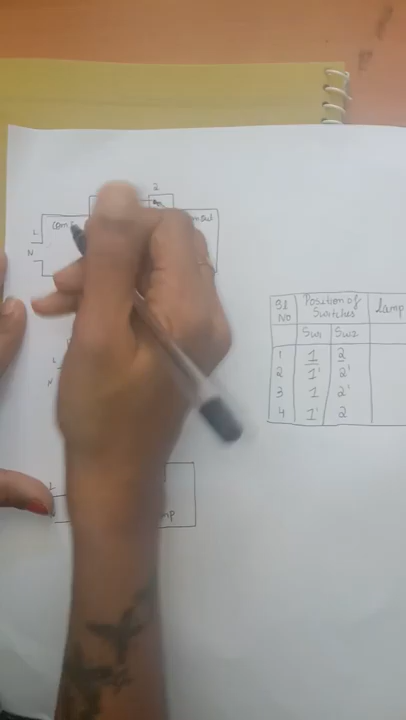 2
L
Com
N
Sl No | Position of Switches | Lamp
Sw1 | Sw2
1 | 1 | 2
2 | 1' | 2'
3 | 1 | 2'
4 | 1' | 2
N
L